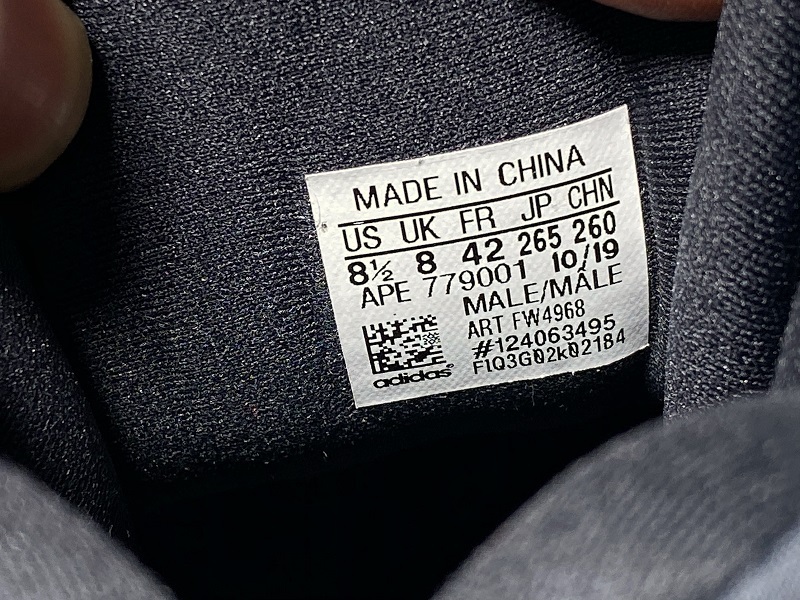 MADE IN CHINA
US UK FR JP CHN
8½ 8 42 265 260
APE 779001 10/19
MALE/MÂLE
ART FW4968
#124063495
F1Q3G02k02184
adidas